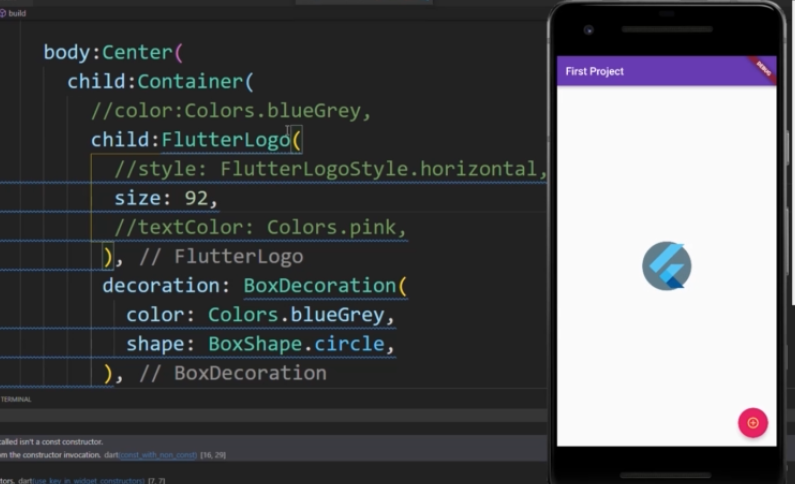 build
body:Center(
child:Container(
//color:Colors.blueGrey,
child:FlutterLogo(
//style: FlutterLogoStyle.horizontal,
size: 92,
//textColor: Colors.pink,
), // FlutterLogo
decoration: BoxDecoration(
color: Colors.blueGrey,
shape: BoxShape.circle,
), // BoxDecoration
TERMINAL
called isn't a const constructor.
om the constructor invocation. dart(const_with_non_const) [16, 29]
tors. dart(use_key_in_widget_constructors) [7, 7]
First Project
DEBUG